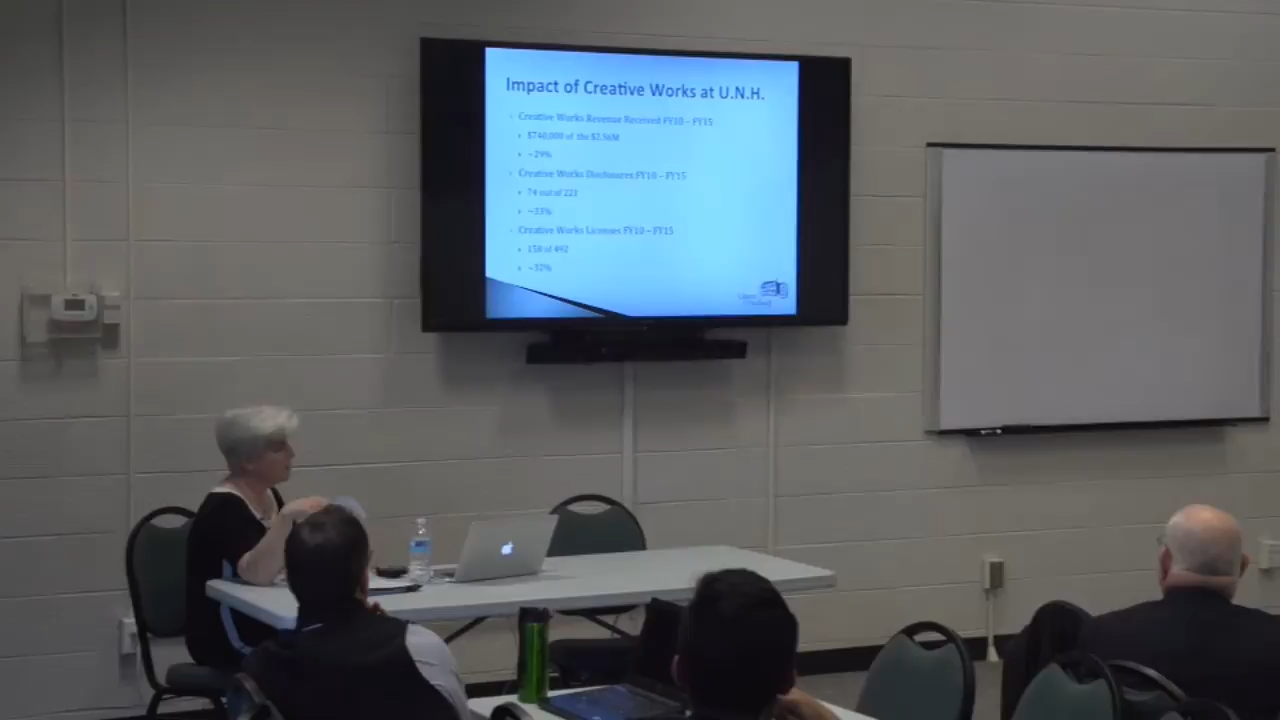 Impact of Creative Works at U.N.H.
Creative Works Revenue Received FY10 – FY15
$740,000 of the $2.56M
~29%
Creative Works Disclosures FY10 – FY15
74 out of 221
~33%
Creative Works Licenses FY10 – FY15
158 of 492
~32%